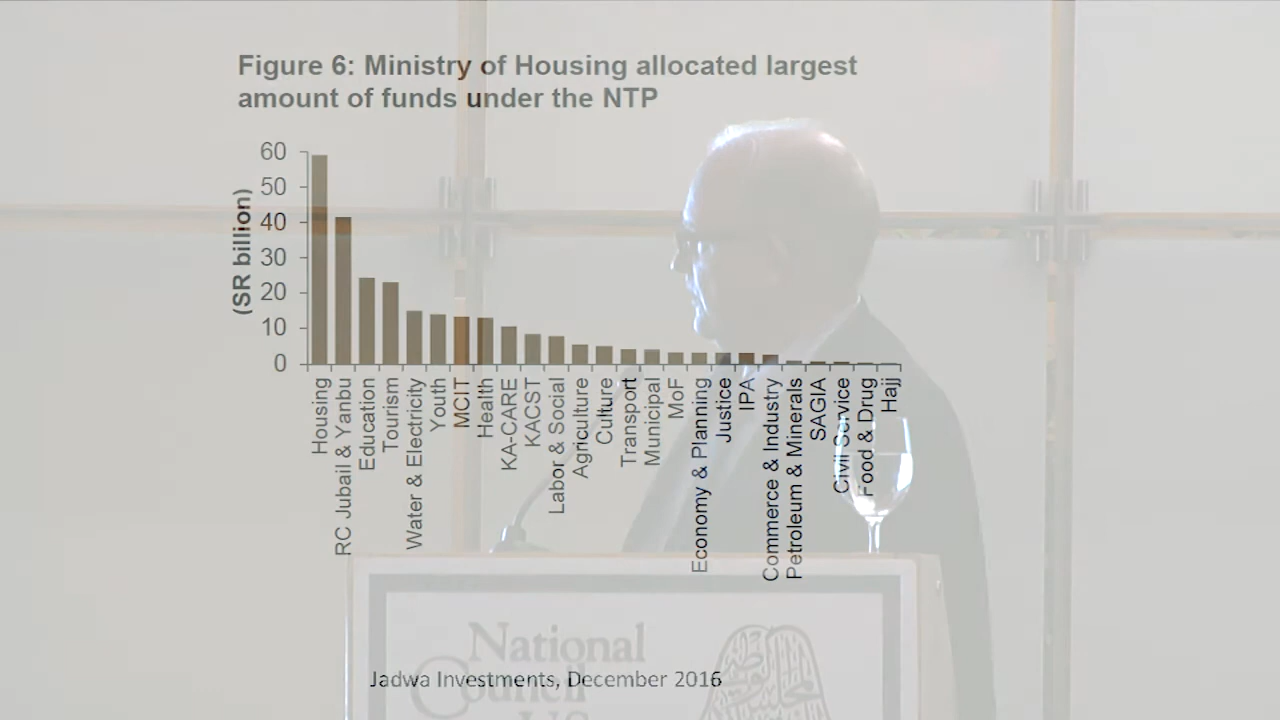 Figure 6: Ministry of Housing allocated largest
amount of funds under the NTP
(SR billion)
60
50
40
30
20
10
0
Housing
RC Jubail & Yanbu
Education
Tourism
Water & Electricity
Youth
MCIT
Health
KA-CARE
KACST
Labor & Social
Agriculture
Culture
Transport
Municipal
MoF
Economy & Planning
Justice
IPA
Commerce & Industry
Petroleum & Minerals
SAGIA
Civil Service
Food & Drug
Hajj
National
Jadwa Investments, December 2016
Council